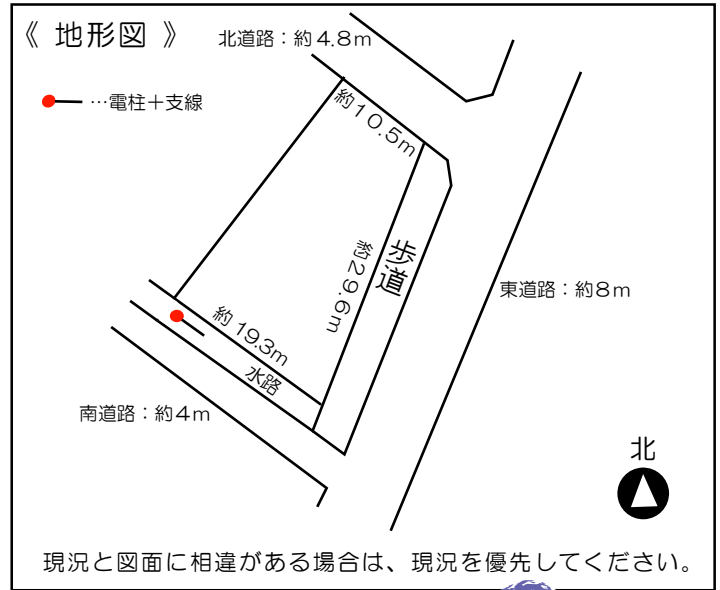 《 地形図 》
北道路：約4.8m
…電柱＋支線
約10.5m
歩道
約29.6m
東道路：約8m
約19.3m
水路
南道路：約4m
北
現況と図面に相違がある場合は、現況を優先してください。